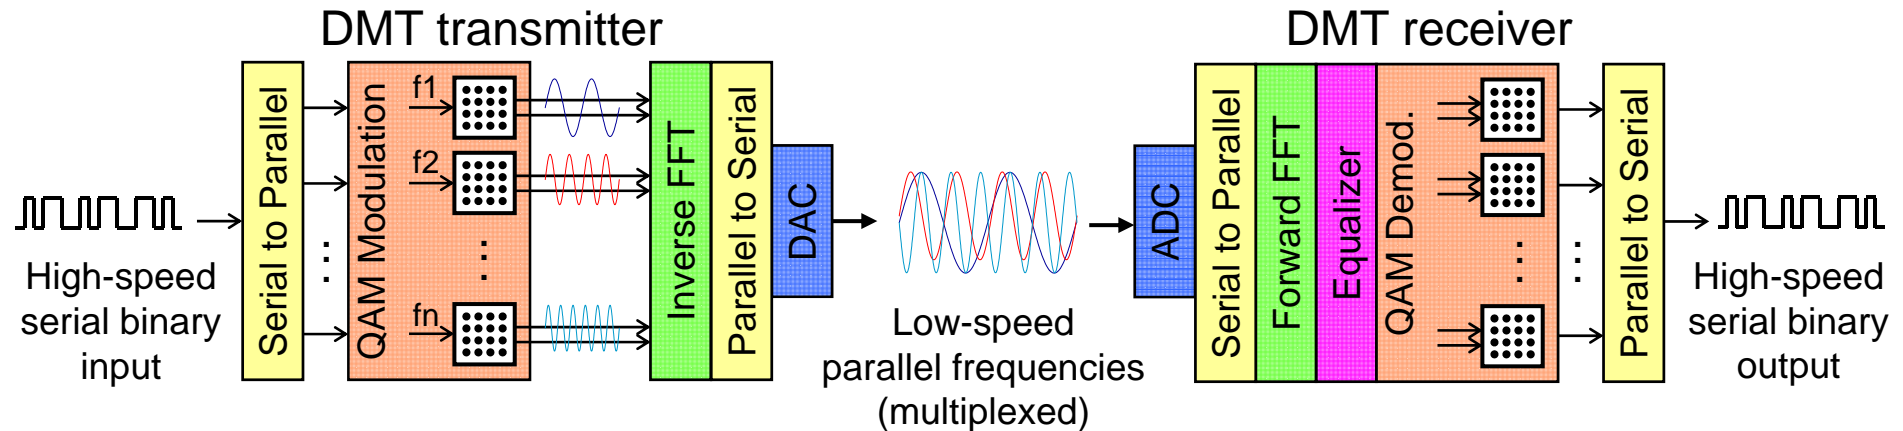 DMT transmitter
DMT receiver
High-speed
serial binary
input
Serial to Parallel
QAM Modulation
f1
f2
fn
Inverse FFT
Parallel to Serial
DAC
Low-speed
parallel frequencies
(multiplexed)
ADC
Serial to Parallel
Forward FFT
Equalizer
QAM Demod.
Parallel to Serial
High-speed
serial binary
output